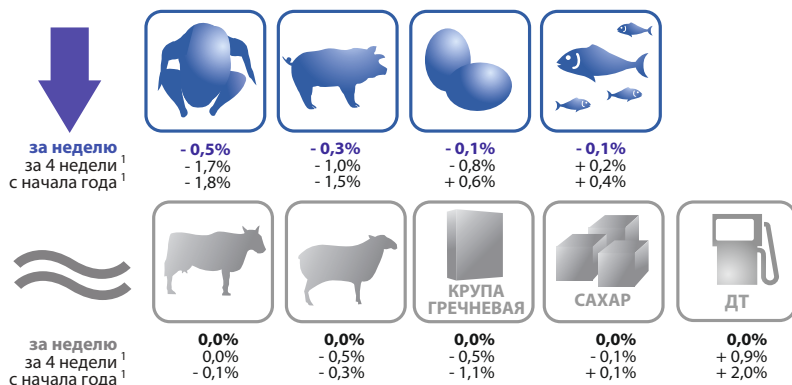 за неделю - 0,5% - 0,3% - 0,1% - 0,1%
за 4 недели 1 - 1,7% - 1,0% - 0,8% + 0,2%
с начала года 1 - 1,8% - 1,5% + 0,6% + 0,4%
КРУПА
ГРЕЧНЕВАЯ
САХАР
ДТ
за неделю 0,0% 0,0% 0,0% 0,0% 0,0%
за 4 недели 1 0,0% - 0,5% - 0,5% - 0,1% + 0,9%
с начала года 1 - 0,1% - 0,3% - 1,1% + 0,1% + 2,0%